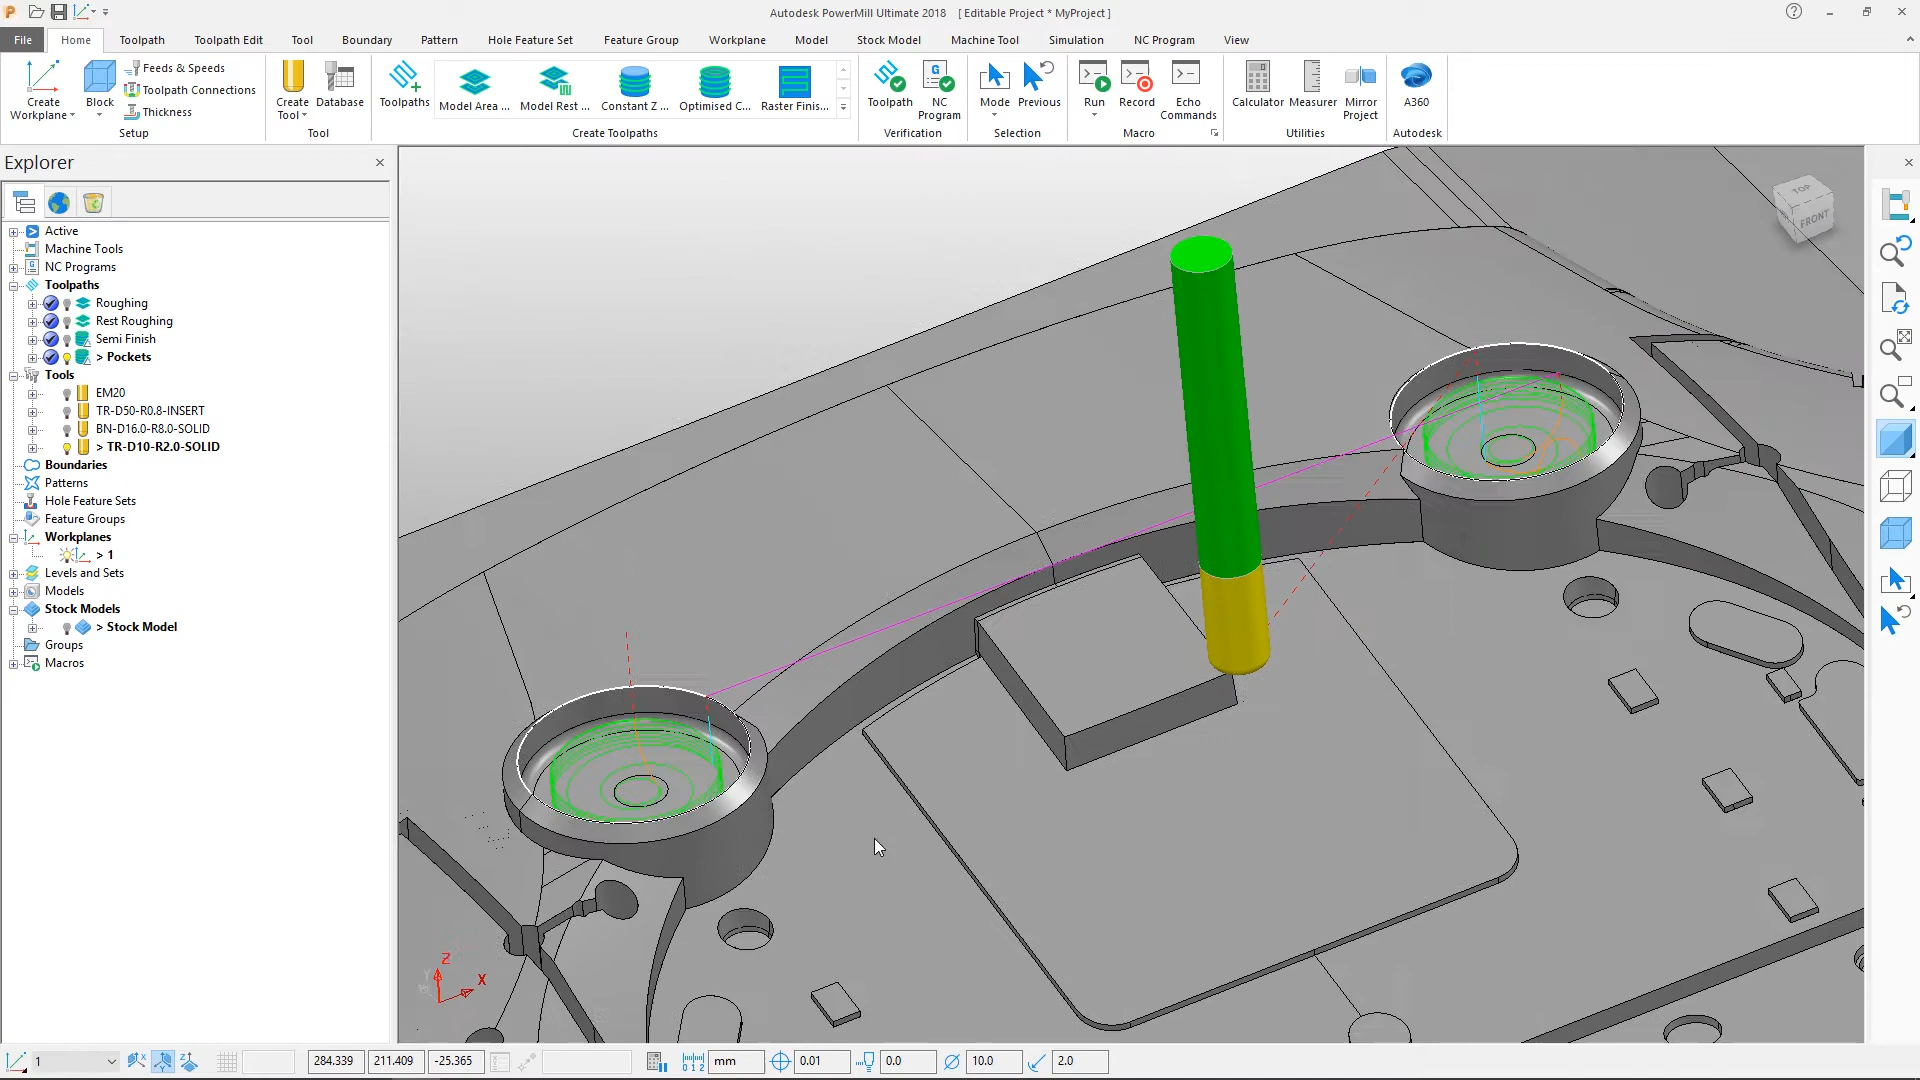 Autodesk PowerMill Ultimate 2018 [ Editable Project * MyProject ]
File Home Toolpath Toolpath Edit Tool Boundary Pattern Hole Feature Set Feature Group Workplane Model Stock Model Machine Tool Simulation NC Program View
Create Workplane
Block
Feeds & Speeds
Toolpath Connections
Thickness
Setup
Create Tool
Database
Tool
Toolpaths
Model Area ...
Model Rest ...
Constant Z ...
Optimised C...
Raster Finis...
Create Toolpaths
Toolpath
NC Program
Verification
Mode
Previous
Selection
Run
Record
Echo Commands
Macro
Calculator
Measurer
Mirror Project
Utilities
A360
Autodesk
Explorer
Active
Machine Tools
NC Programs
Toolpaths
Roughing
Rest Roughing
Semi Finish
> Pockets
Tools
EM20
TR-D50-R0.8-INSERT
BN-D16.0-R8.0-SOLID
> TR-D10-R2.0-SOLID
Boundaries
Patterns
Hole Feature Sets
Feature Groups
Workplanes
> 1
Levels and Sets
Models
Stock Models
> Stock Model
Groups
Macros
TOP
FRONT
Z
Y
X
1 284.339 211.409 -25.365 mm 0.01 0.0 10.0 2.0